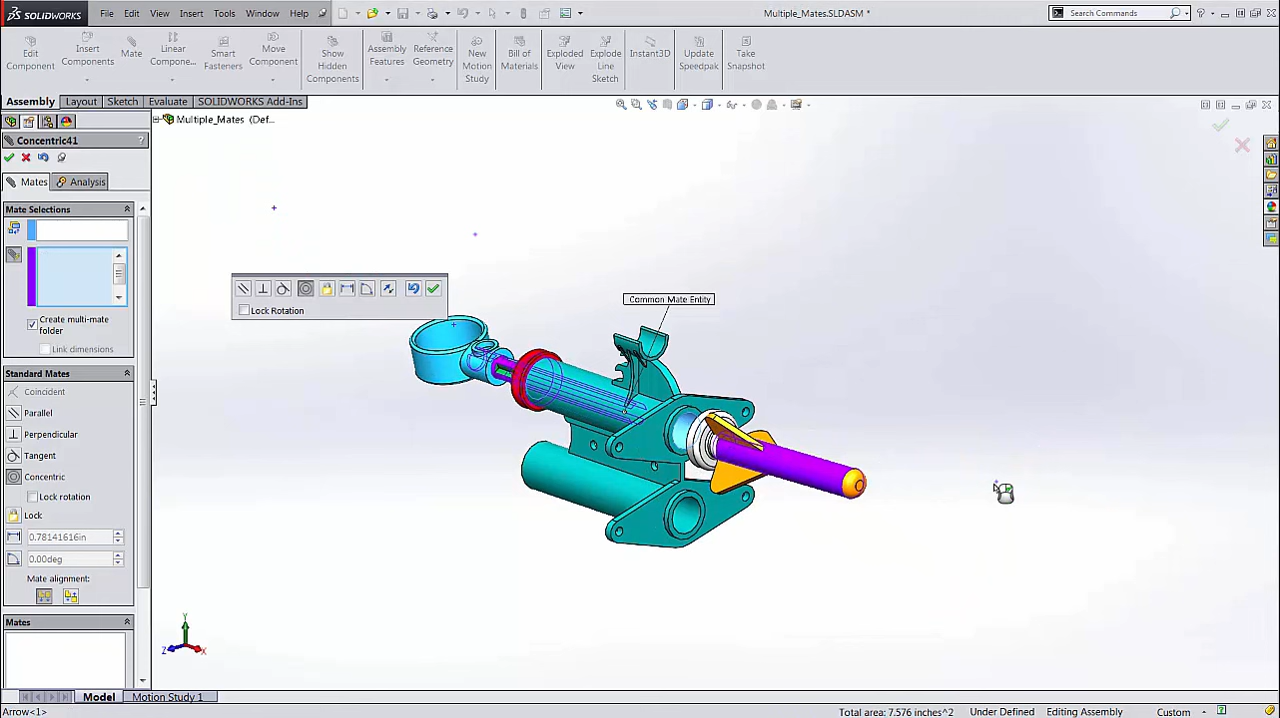 SOLIDWORKS File Edit View Insert Tools Window Help Multiple_Mates.SLDASM * Search Commands
Edit Component
Insert Components
Mate
Linear Compone...
Smart Fasteners
Move Component
Show Hidden Components
Assembly Features
Reference Geometry
New Motion Study
Bill of Materials
Exploded View
Explode Line Sketch
Instant3D
Update Speedpak
Take Snapshot
Assembly Layout Sketch Evaluate SOLIDWORKS Add-Ins
Multiple_Mates (Def...
Concentric41 ?
Mates Analysis
Mate Selections
Create multi-mate
folder
Link dimensions
Standard Mates
Coincident
Parallel
Perpendicular
Tangent
Concentric
Lock rotation
Lock
0.78141616in
0.00deg
Mate alignment:
Mates
Lock Rotation
Common Mate Entity
Y
Z X
Model Motion Study 1
Arrow<1> Total area: 7.576 inches^2 Under Defined Editing Assembly Custom